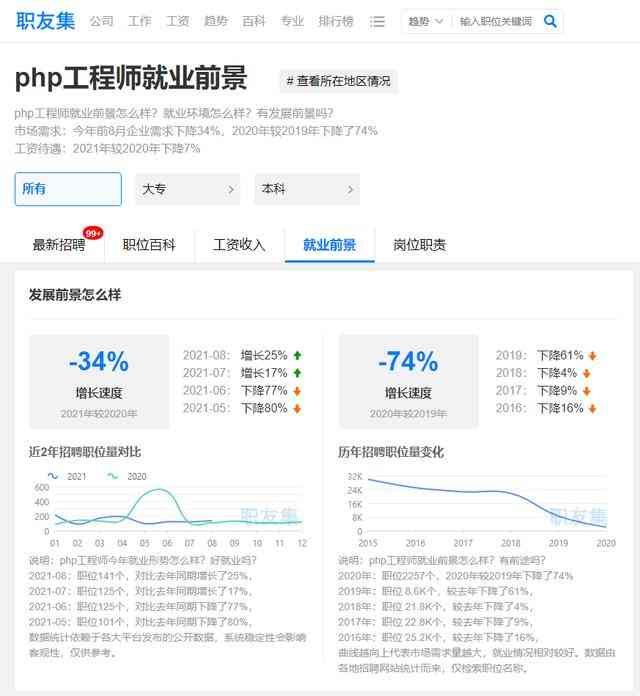 职友集 公司 工作 工资 趋势 百科 专业 排行榜 趋势 输入职位关键词
php工程师就业前景 # 查看所在地区情况
php工程师就业前景怎么样？就业环境怎么样？有发展前景吗？
市场需求：今年前8月企业需求下降34%，2020年较2019年下降了74%
工资待遇：2021年较2020年下降7%
所有 大专 本科
99+
最新招聘 职位百科 工资收入 就业前景 岗位职责
发展前景怎么样
-34%
增长速度
2021年较2020年
2021-08： 增长25%
2021-07： 增长17%
2021-06： 下降77%
2021-05： 下降80%
-74%
增长速度
2020年较2019年
2019： 下降61%
2018： 下降4%
2017： 下降9%
2016： 下降16%
近2年招聘职位量对比
2021 2020
600
400
200
0
01 02 03 04 05 06 07 08 09 10 11 12
职友集
说明：php工程师今年就业形势怎么样？好就业吗？
2021-08：职位141个，对比去年同期增长了25%，
2021-07：职位125个，对比去年同期增长了17%，
2021-06：职位125个，对比去年同期下降了77%，
2021-05：职位101个，对比去年同期下降了80%，
数据统计依赖于各大平台发布的公开数据，系统稳定性会影响
客观性，仅供参考。
历年招聘职位量变化
32K
24K
16K
8K
0
2015 2016 2017 2018 2019 2020
职友集
说明：php工程师就业前景怎么样？有前途吗？
2020年：职位2257个，2020年较2019年下降了74%
2019年：职位 8.6K个，较去年下降了61%，
2018年：职位 21.8K个，较去年下降了4%，
2017年：职位 22.8K个，较去年下降了9%，
2016年：职位 25.2K个，较去年下降了16%，
曲线越向上代表市场需求量越大，就业情况相对较好。数据由
各地招聘网站统计而来，仅检索职位名称。